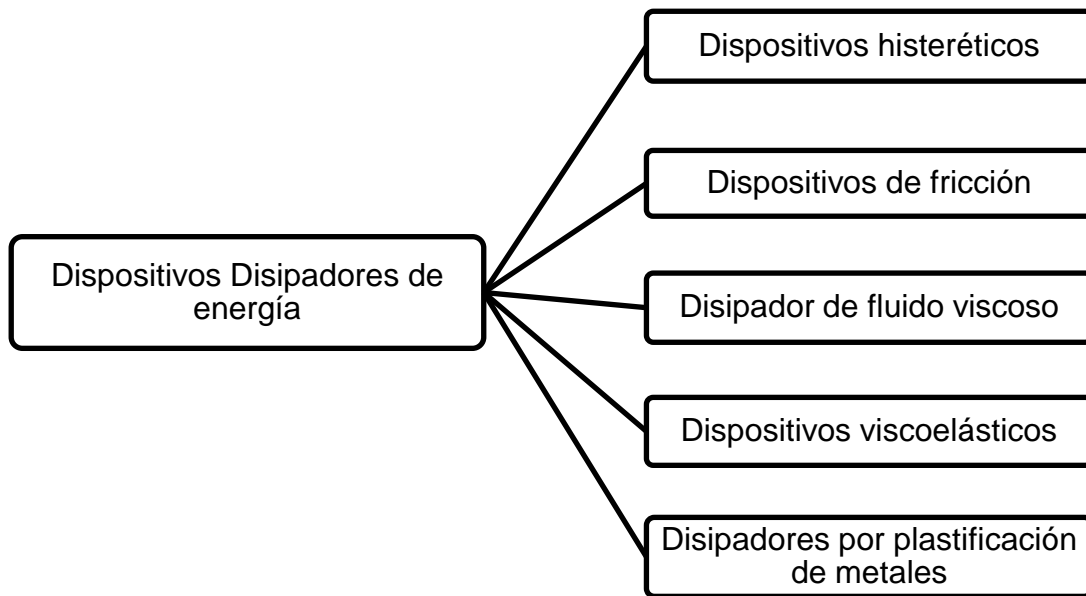 Dispositivos histeréticos
Dispositivos de fricción
Dispositivos Disipadores de
energía
Disipador de fluido viscoso
Dispositivos viscoelásticos
Disipadores por plastificación
de metales